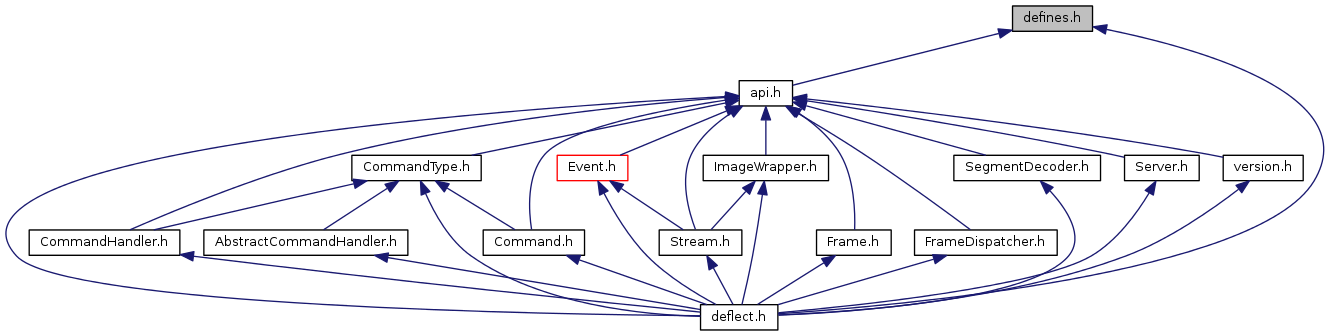 defines.h
api.h
CommandType.h
Event.h
ImageWrapper.h
SegmentDecoder.h
Server.h
version.h
CommandHandler.h
AbstractCommandHandler.h
Command.h
Stream.h
Frame.h
FrameDispatcher.h
deflect.h